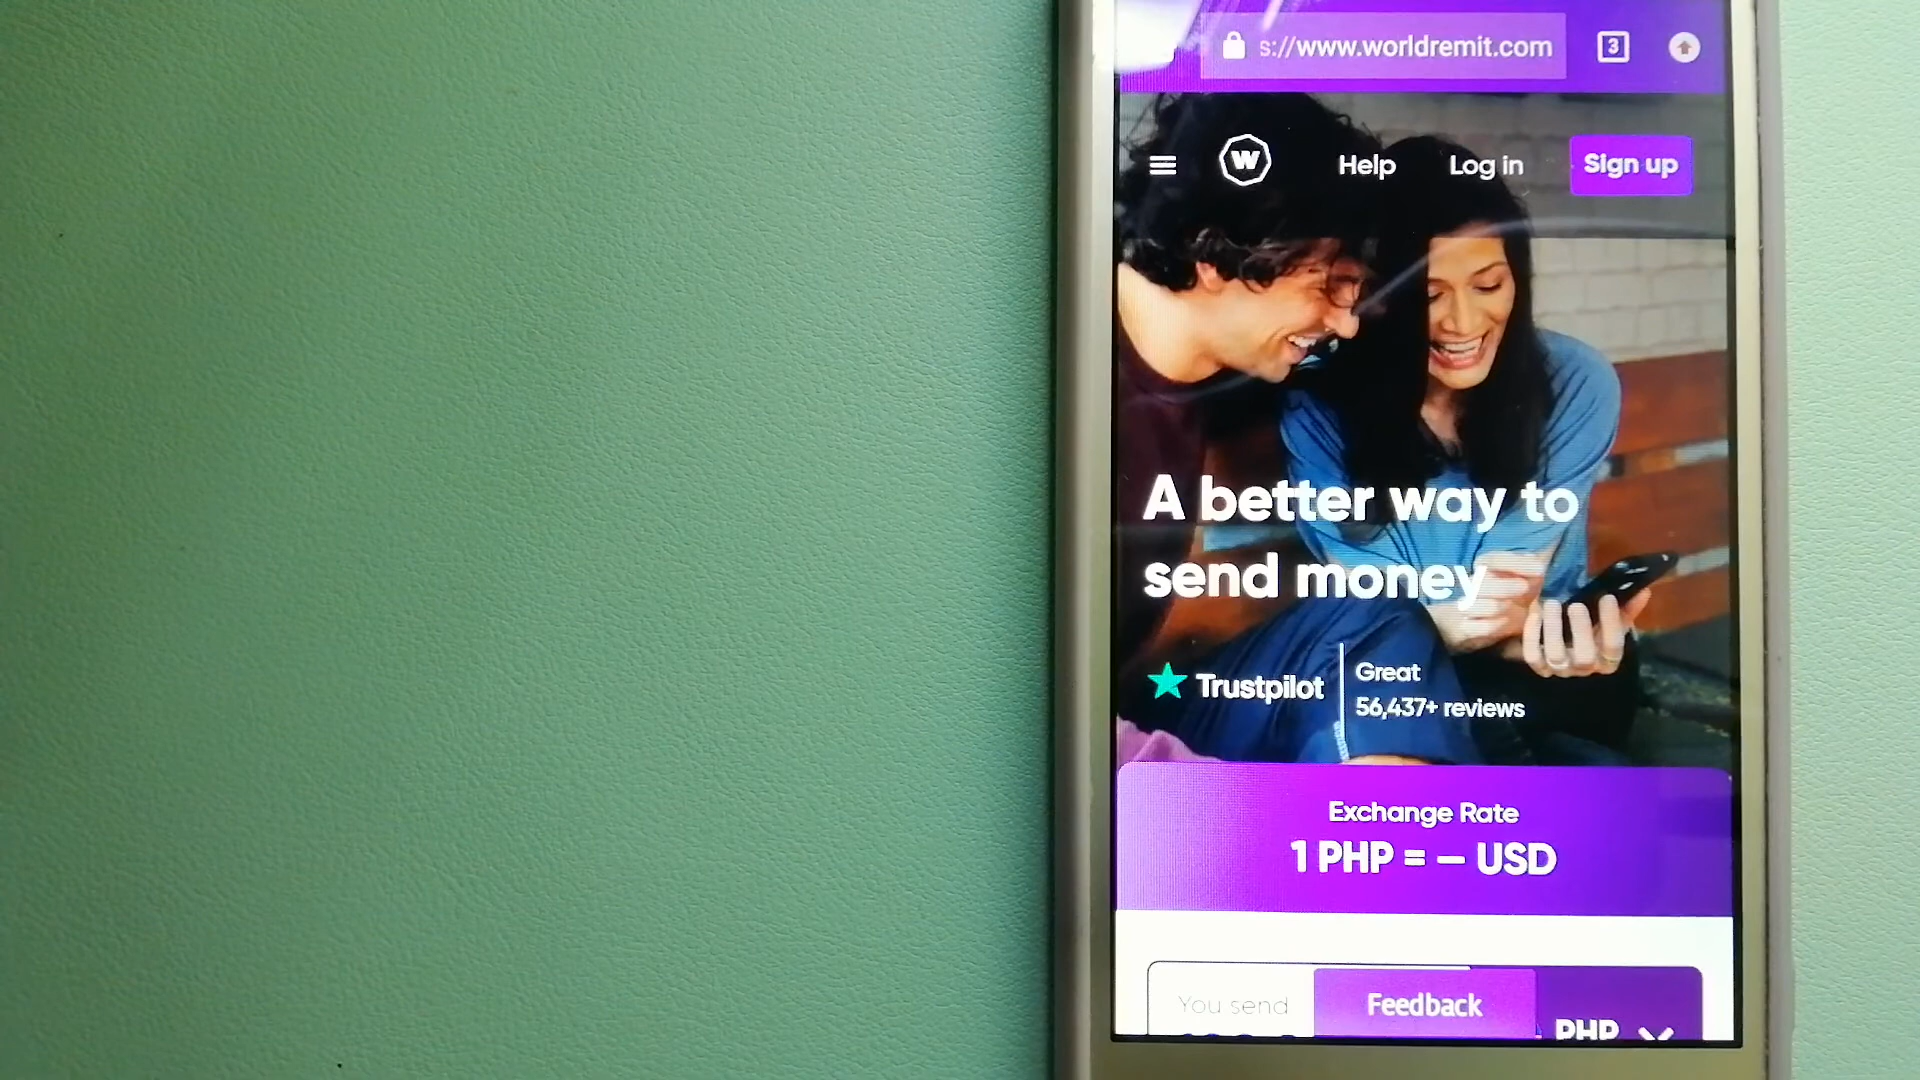 s://www.worldremit.com
3
W
Help
Log in
Sign up
A better way to
send money
Trustpilot
Great
56,437+ reviews
Exchange Rate
1 PHP = – USD
You send
Feedback
PHP